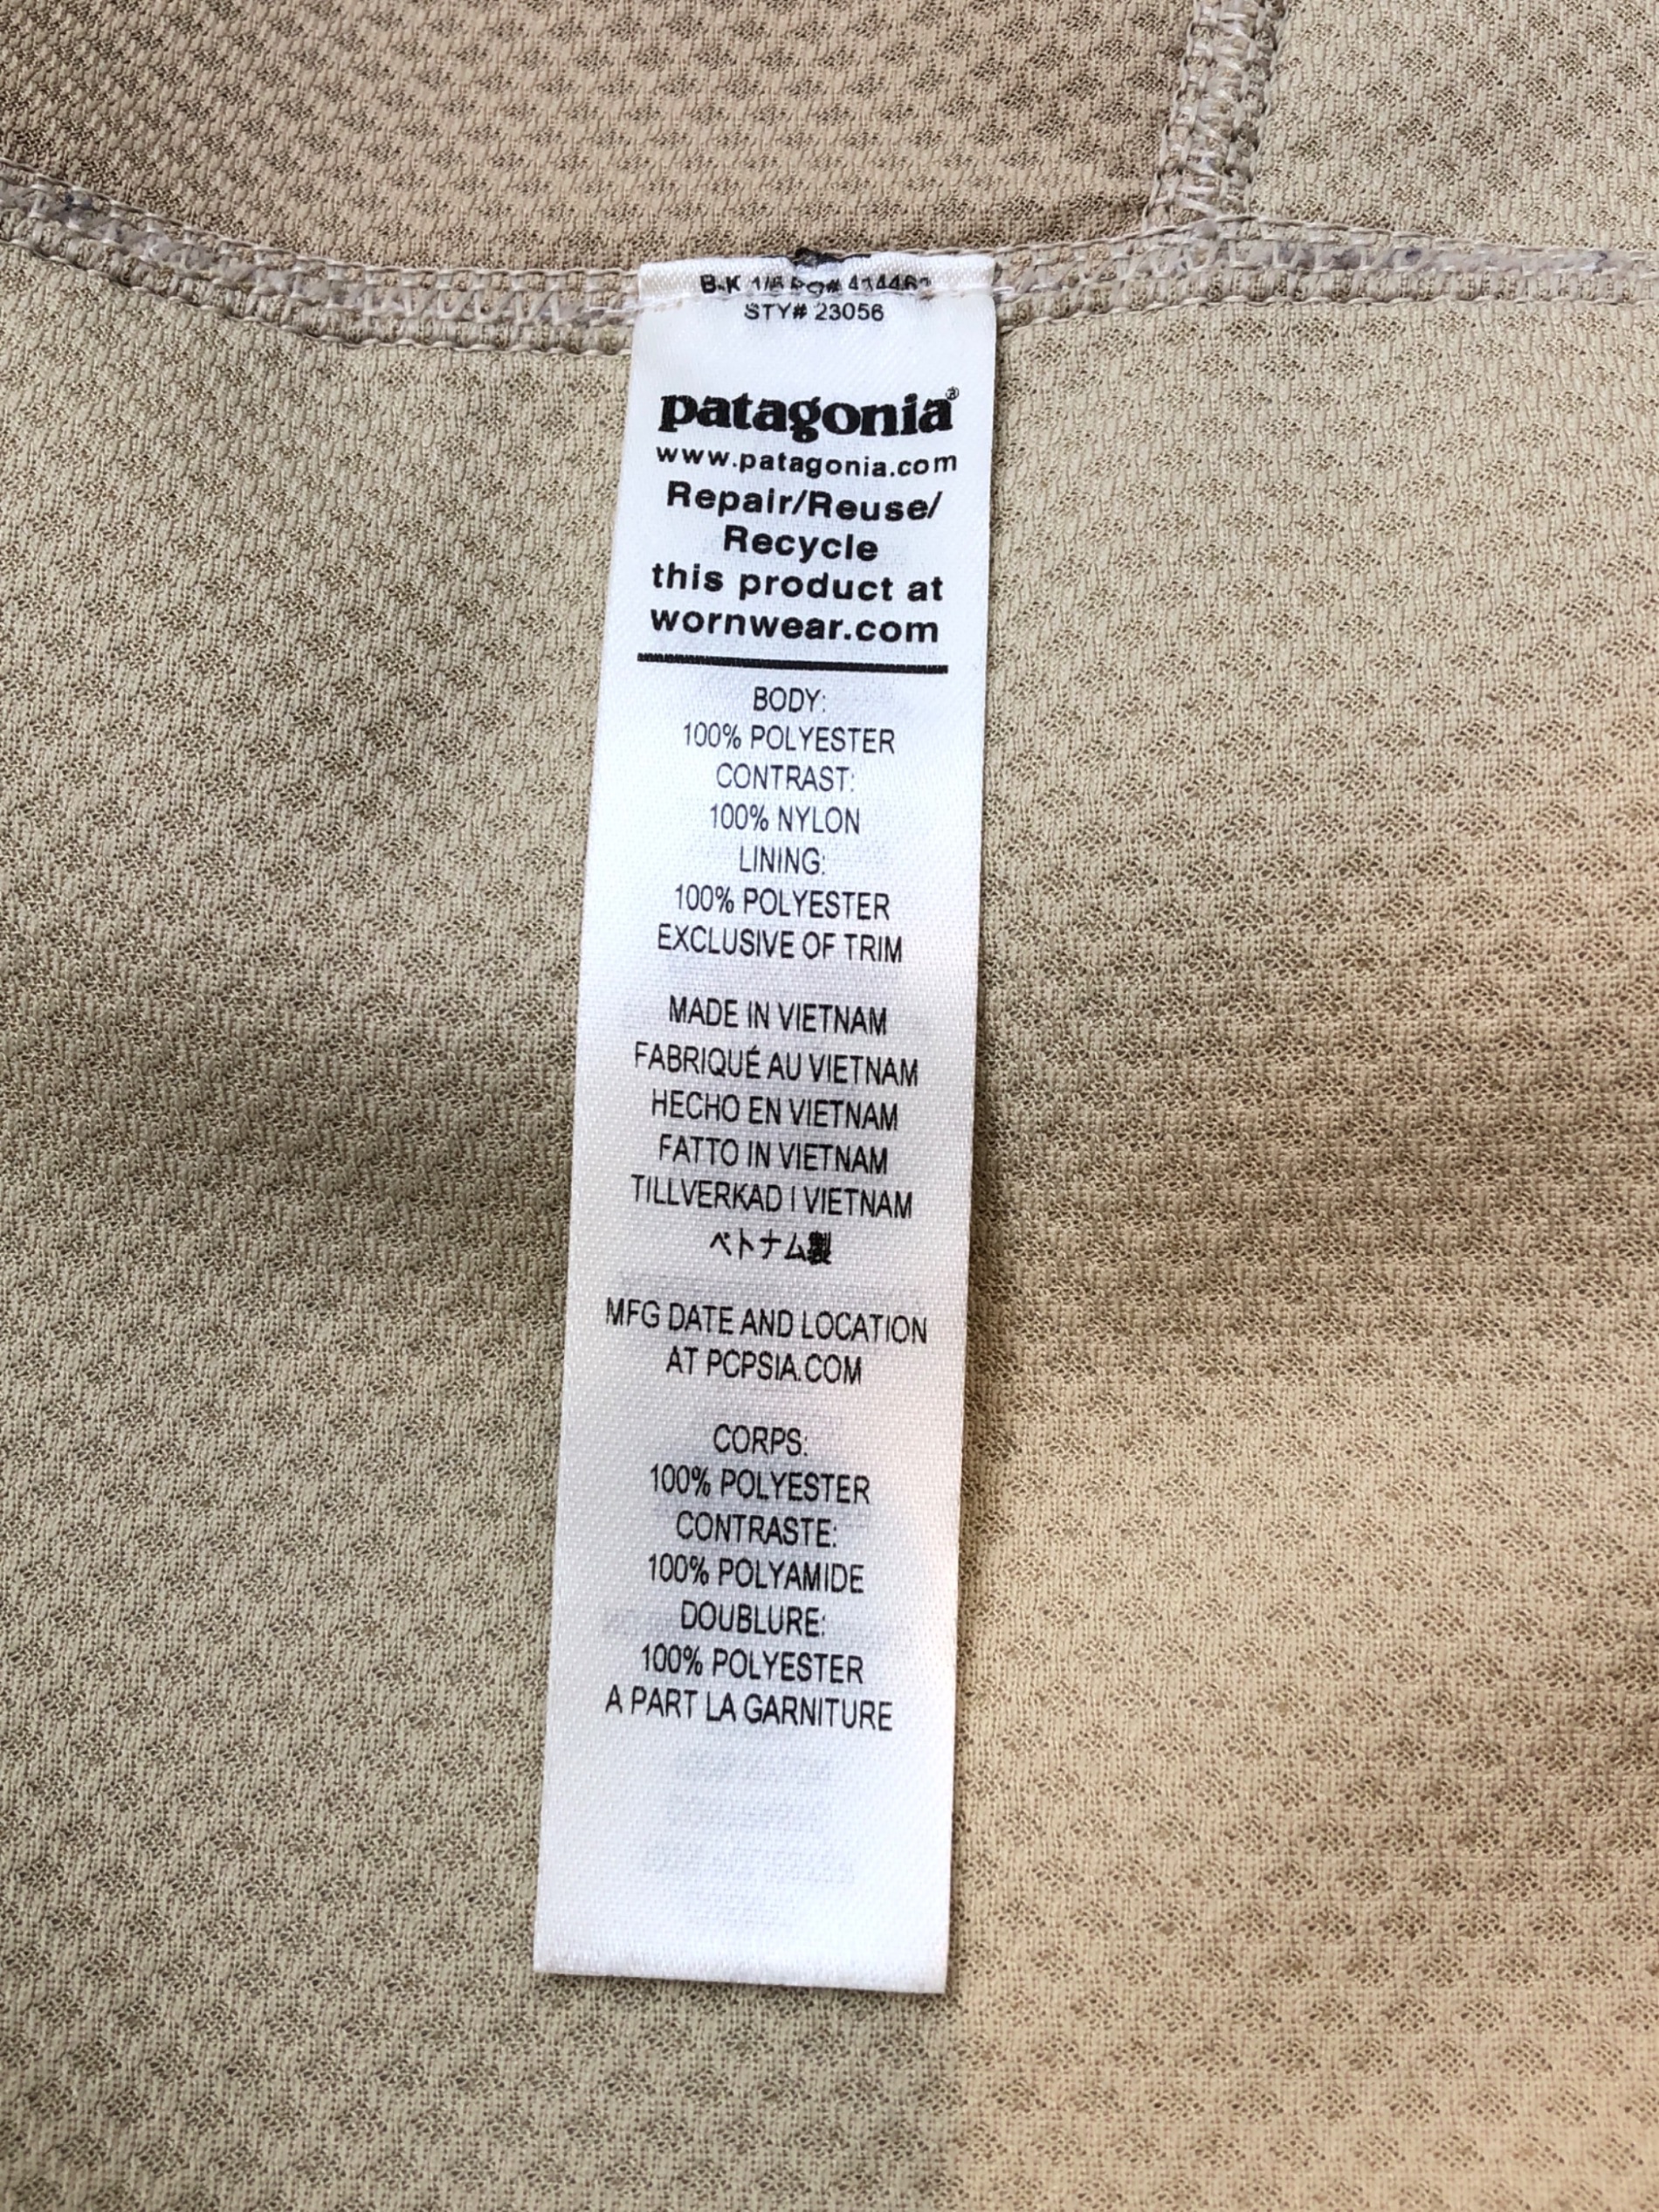 STY# 23056
patagonia®
www.patagonia.com
Repair/Reuse/
Recycle
this product at
wornwear.com
BODY:
100% POLYESTER
CONTRAST:
100% NYLON
LINING:
100% POLYESTER
EXCLUSIVE OF TRIM
MADE IN VIETNAM
FABRIQUÉ AU VIETNAM
HECHO EN VIETNAM
FATTO IN VIETNAM
TILLVERKAD I VIETNAM
ベトナム製
MFG DATE AND LOCATION
AT PCPSIA.COM
CORPS:
100% POLYESTER
CONTRASTE:
100% POLYAMIDE
DOUBLURE:
100% POLYESTER
A PART LA GARNITURE